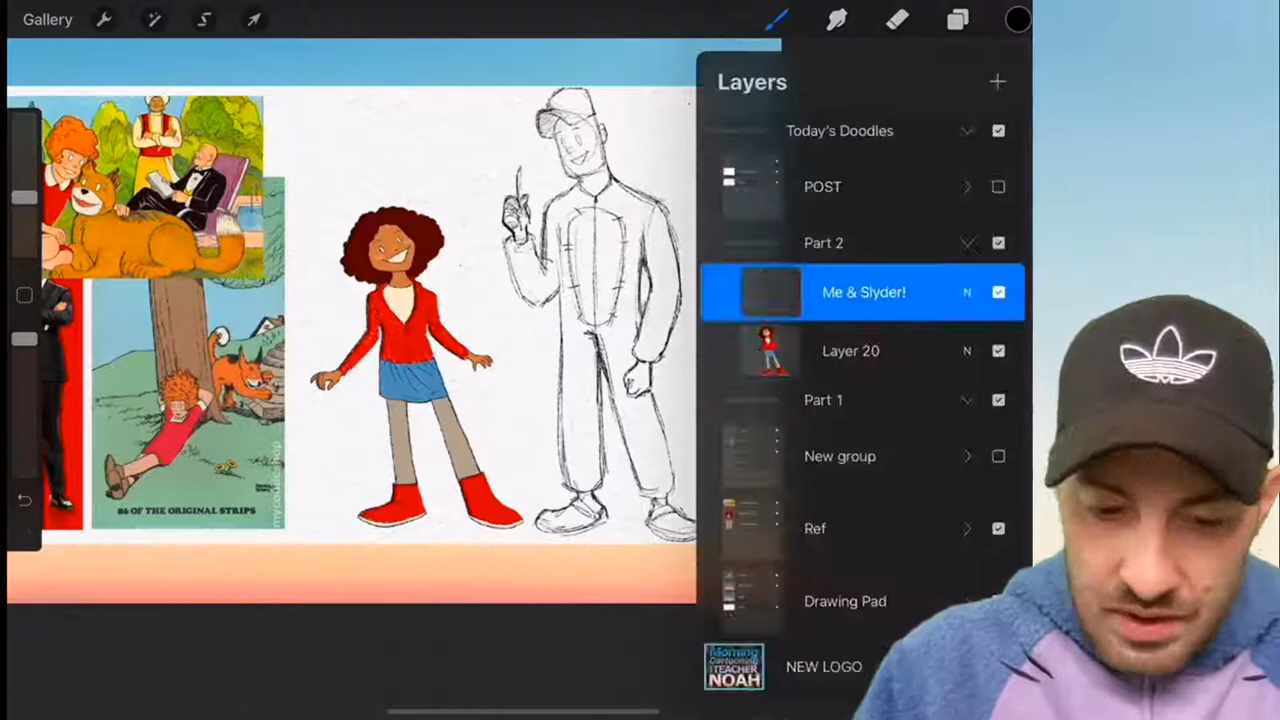 Gallery
Layers
Today's Doodles
POST
Part 2
Me & Slyder!
N
Layer 20
N
Part 1
New group
Ref
Drawing Pad
NEW LOGO
Morning
Cartooning
TEACHER
NOAH
86 OF THE ORIGINAL STRIPS
mycomicshop